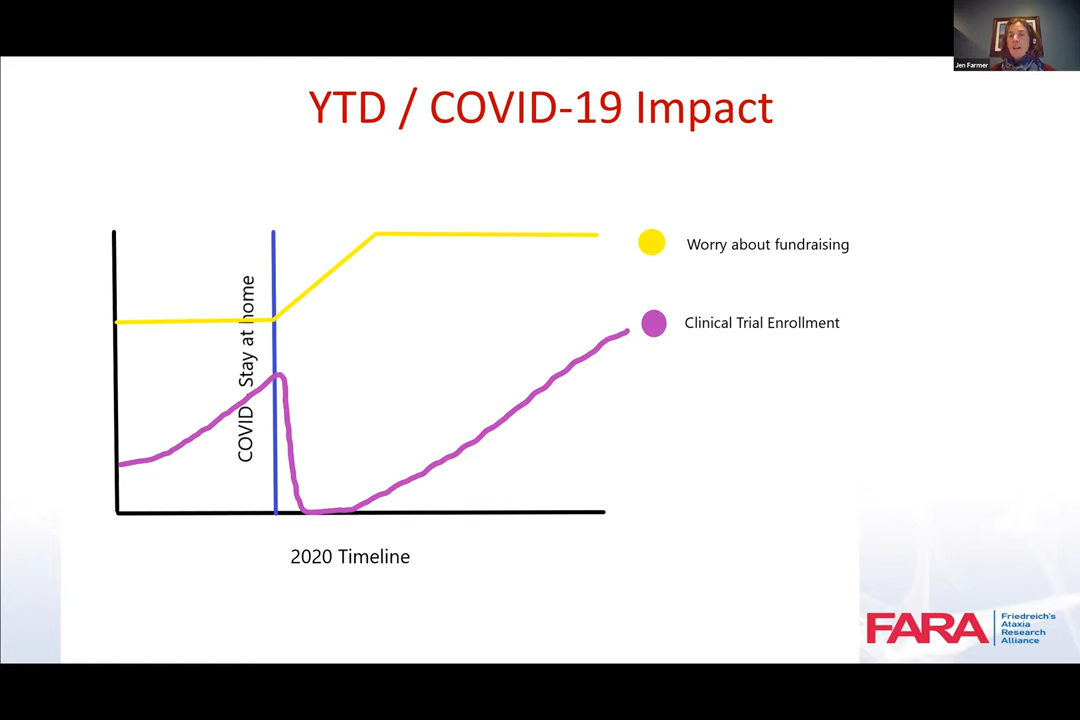 Jen Farmer
YTD / COVID-19 Impact
Worry about fundraising
Clinical Trial Enrollment
COVID Stay at home
2020 Timeline
FARA
Friedreich's
Ataxia
Research
Alliance